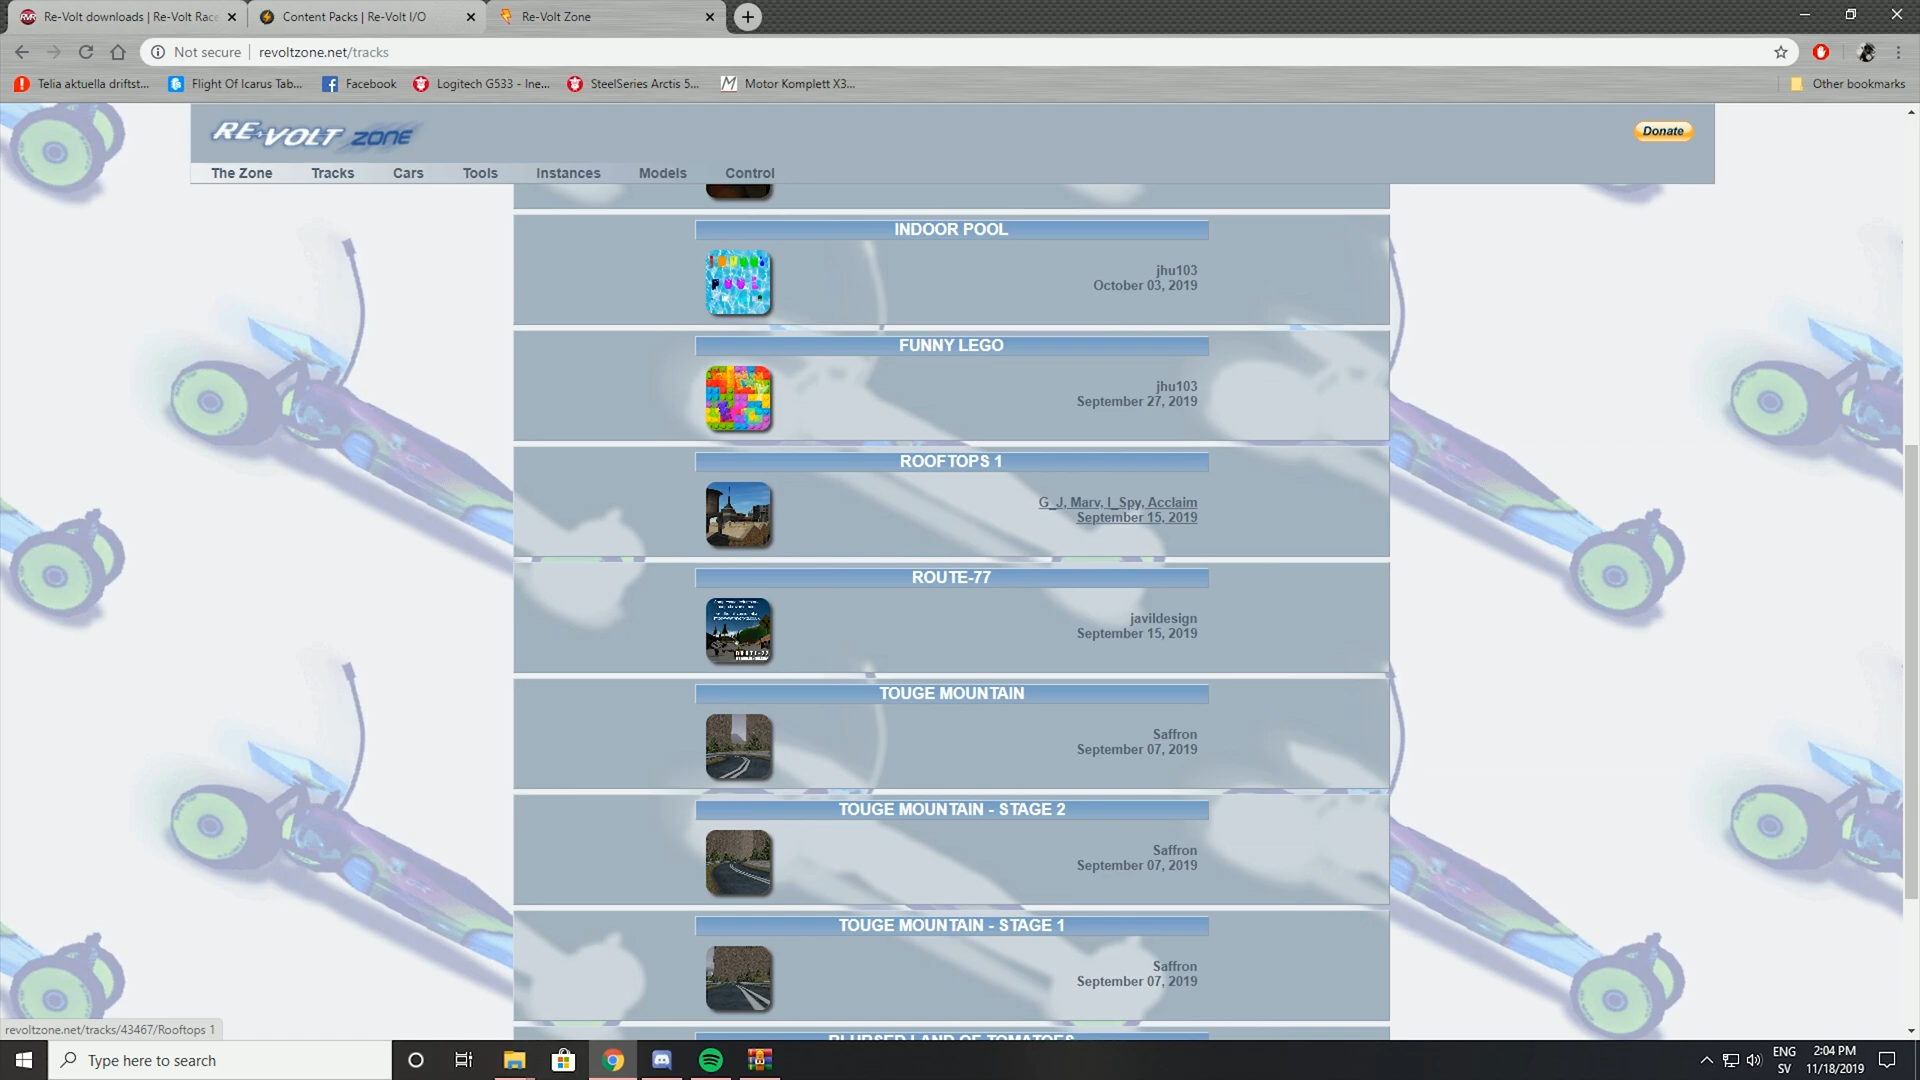 Re-Volt downloads | Re-Volt Race
Content Packs | Re-Volt I/O
Re-Volt Zone
Not secure
revoltzone.net/tracks
Telia aktuella driftst...
Flight Of Icarus Tab...
Facebook
Logitech G533 - Ine...
SteelSeries Arctis 5...
Motor Komplett X3...
Other bookmarks
RE-VOLT ZONE
Donate
The Zone
Tracks
Cars
Tools
Instances
Models
Control
INDOOR POOL
jhu103
October 03, 2019
FUNNY LEGO
jhu103
September 27, 2019
ROOFTOPS 1
G_J, Marv, I_Spy, Acclaim
September 15, 2019
ROUTE-77
ROUTE-77
javildesign
September 15, 2019
TOUGE MOUNTAIN
Saffron
September 07, 2019
TOUGE MOUNTAIN - STAGE 2
Saffron
September 07, 2019
TOUGE MOUNTAIN - STAGE 1
Saffron
September 07, 2019
BLURSED LAND OF TOMATOES
revoltzone.net/tracks/43467/Rooftops 1
Type here to search
ENG
SV
2:04 PM
11/18/2019